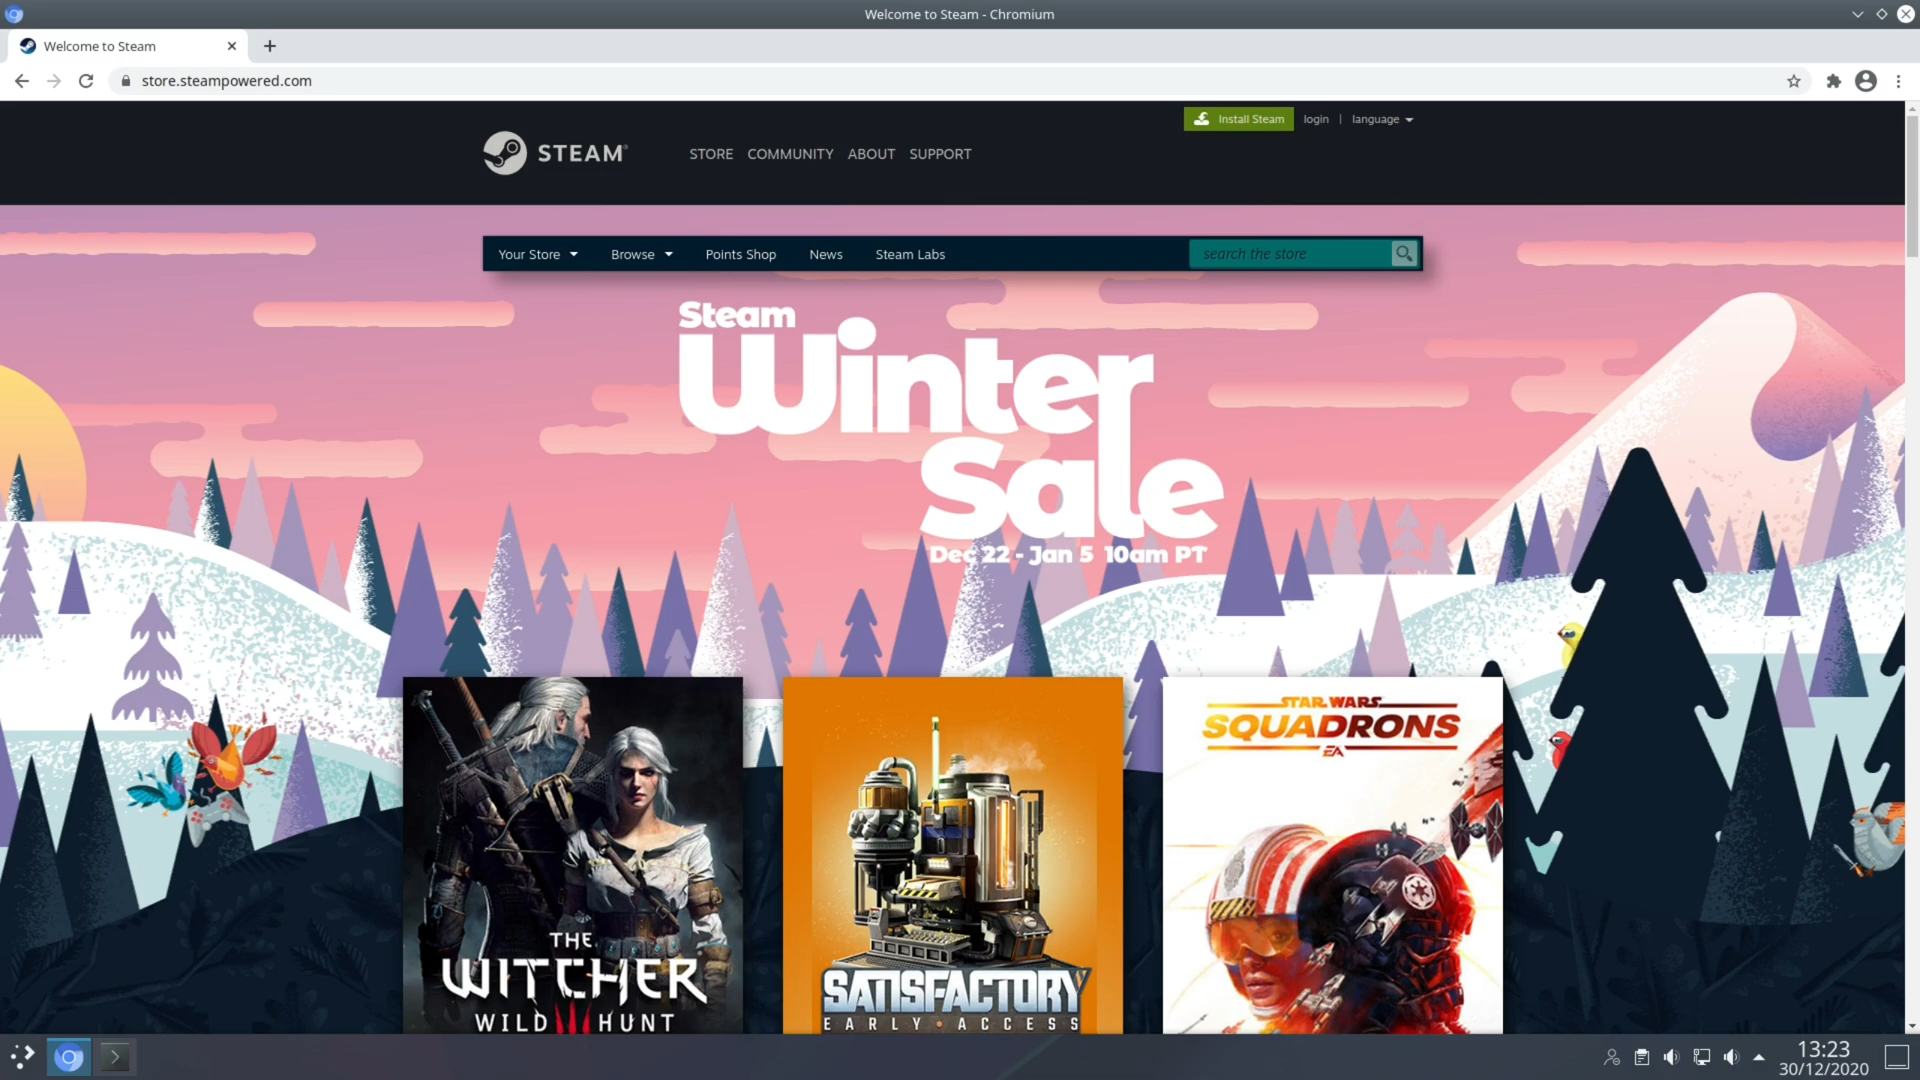 Welcome to Steam - Chromium
Welcome to Steam
store.steampowered.com
Install Steam login | language
STEAM®
STORE COMMUNITY ABOUT SUPPORT
Your Store Browse Points Shop News Steam Labs search the store
Steam
Winter
Sale
Dec 22 - Jan 5 10am PT
THE
WITCHER
WILD HUNT
SATISFACTORY
EARLY • ACCESS
STAR WARS
SQUADRONS
EA
13:23
30/12/2020